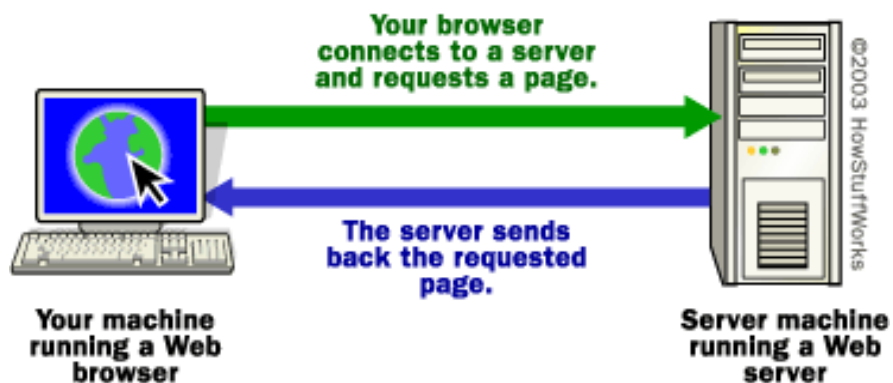 Your browser
connects to a server
and requests a page.
©2003 HowStuffWorks
The server sends
back the requested
page.
Your machine
running a Web
browser
Server machine
running a Web
server